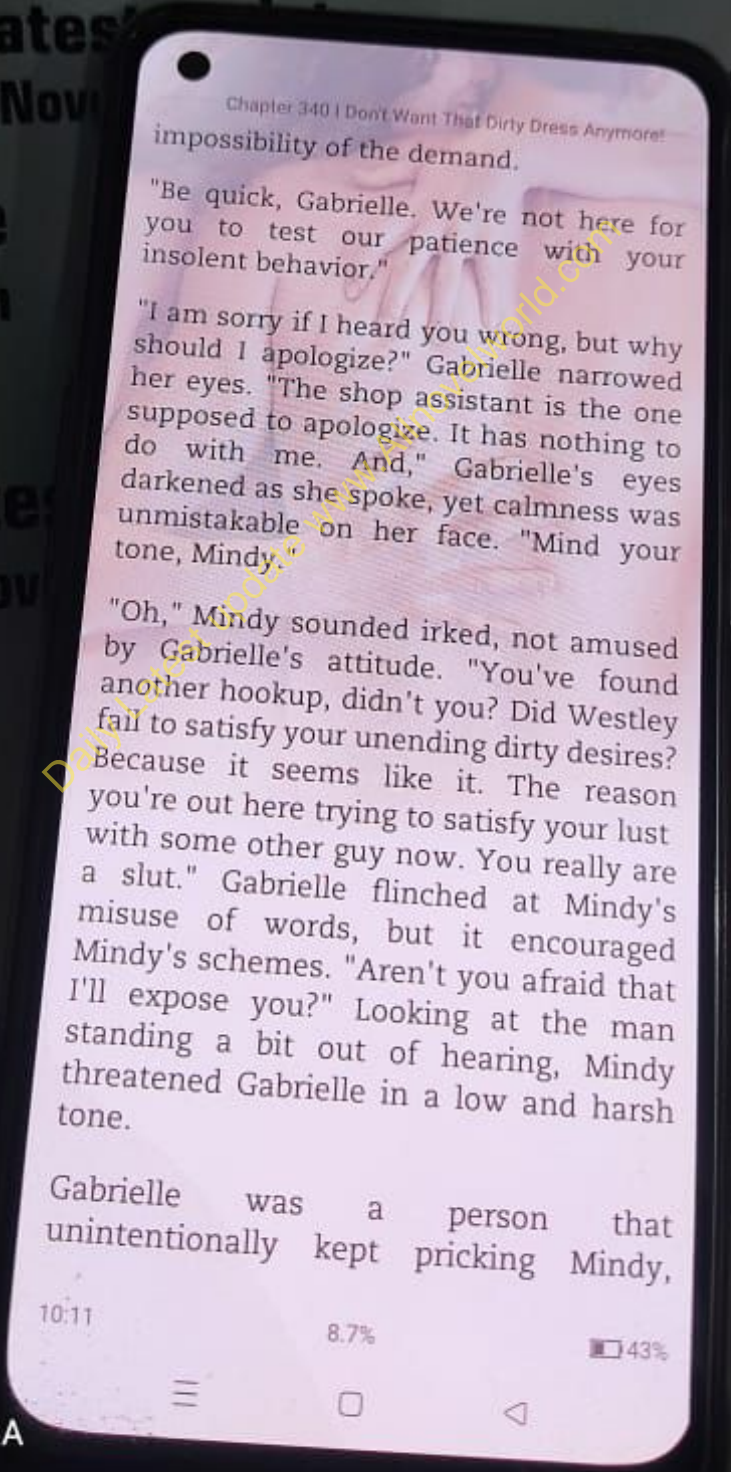 ates
Nov
Chapter 340 I Don't Want That Dirty Dress Anymore!
impossibility of the demand.
"Be quick, Gabrielle. We're not here for
you to test our patience with your
insolent behavior."
"I am sorry if I heard you wrong, but why
should I apologize?" Gabrielle narrowed
her eyes. "The shop assistant is the one
supposed to apologize. It has nothing to
do with me. And," Gabrielle's eyes
darkened as she spoke, yet calmness was
unmistakable on her face. "Mind your
tone, Mindy."
"Oh," Mindy sounded irked, not amused
by Gabrielle's attitude. "You've found
another hookup, didn't you? Did Westley
fail to satisfy your unending dirty desires?
Because it seems like it. The reason
you're out here trying to satisfy your lust
with some other guy now. You really are
a slut." Gabrielle flinched at Mindy's
misuse of words, but it encouraged
Mindy's schemes. "Aren't you afraid that
I'll expose you?" Looking at the man
standing a bit out of hearing, Mindy
threatened Gabrielle in a low and harsh
tone.
Gabrielle was a person that
unintentionally kept pricking Mindy,
10:11
8.7%
43%
Daily Latest update www.Allnovelworld.com
A